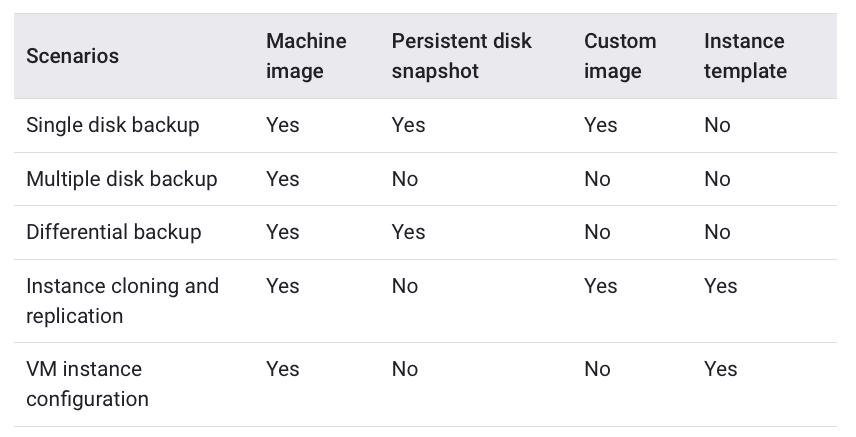 Scenarios Machine image Persistent disk snapshot Custom image Instance template
Single disk backup Yes Yes Yes No
Multiple disk backup Yes No No No
Differential backup Yes Yes No No
Instance cloning and replication Yes No Yes Yes
VM instance configuration Yes No No Yes